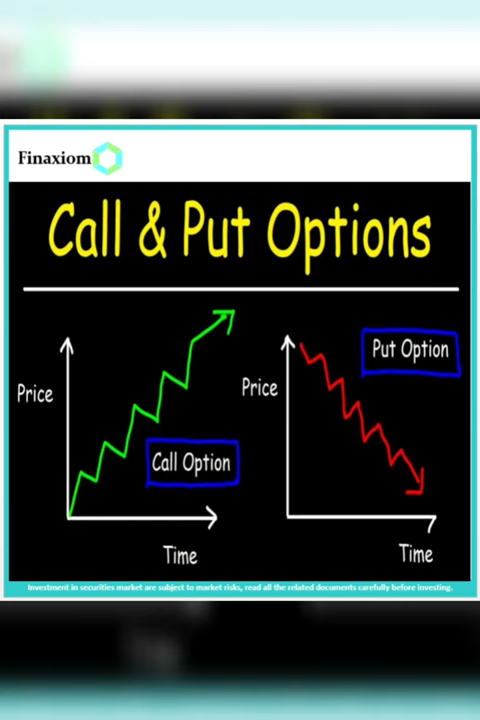 Finaxiom
Call & Put Options
Price
Call Option
Time
Price
Put Option
Time
Investment in securities market are subject to market risks, read all the related documents carefully before investing.